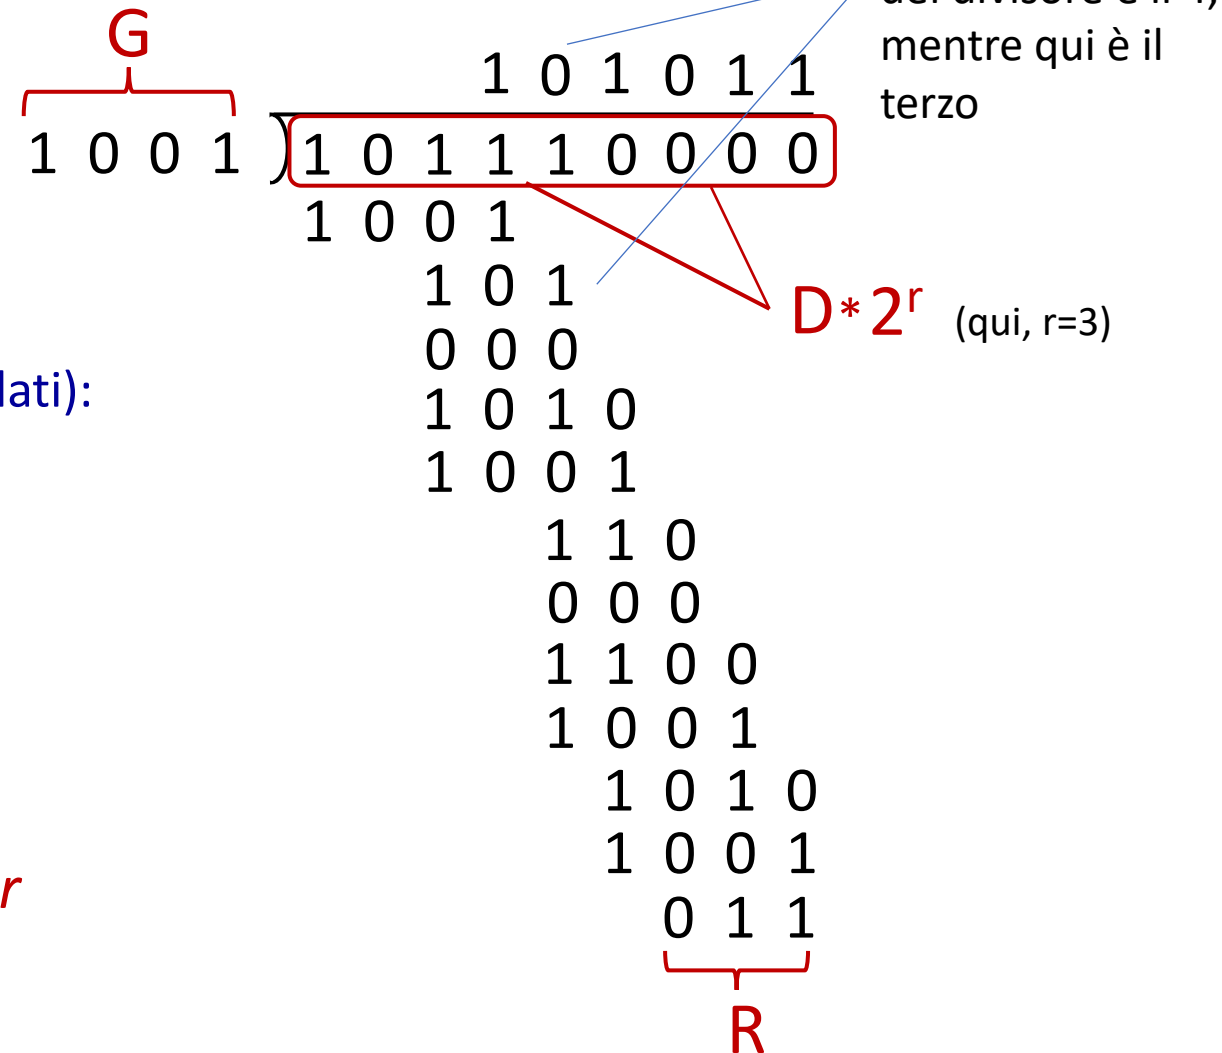 mentre qui è il
terzo
G
1 0 1 0 1 1
1 0 0 1 ) 1 0 1 1 1 0 0 0 0
1 0 0 1
1 0 1
D*2^r (qui, r=3)
0 0 0
lati):
1 0 1 0
1 0 0 1
1 1 0
0 0 0
1 1 0 0
1 0 0 1
1 0 1 0
1 0 0 1
r
0 1 1
R